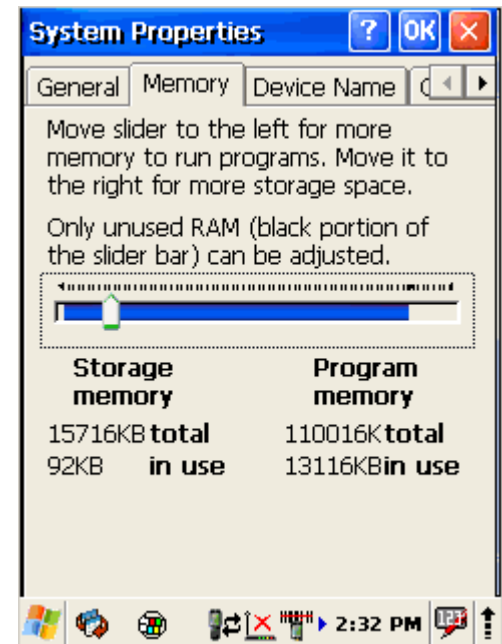 System Properties ? OK
General Memory Device Name
Move slider to the left for more
memory to run programs. Move it to
the right for more storage space.
Only unused RAM (black portion of
the slider bar) can be adjusted.
Storage memory
Program memory
15716KB total
110016K total
92KB in use
13116KB in use
2:32 PM 123